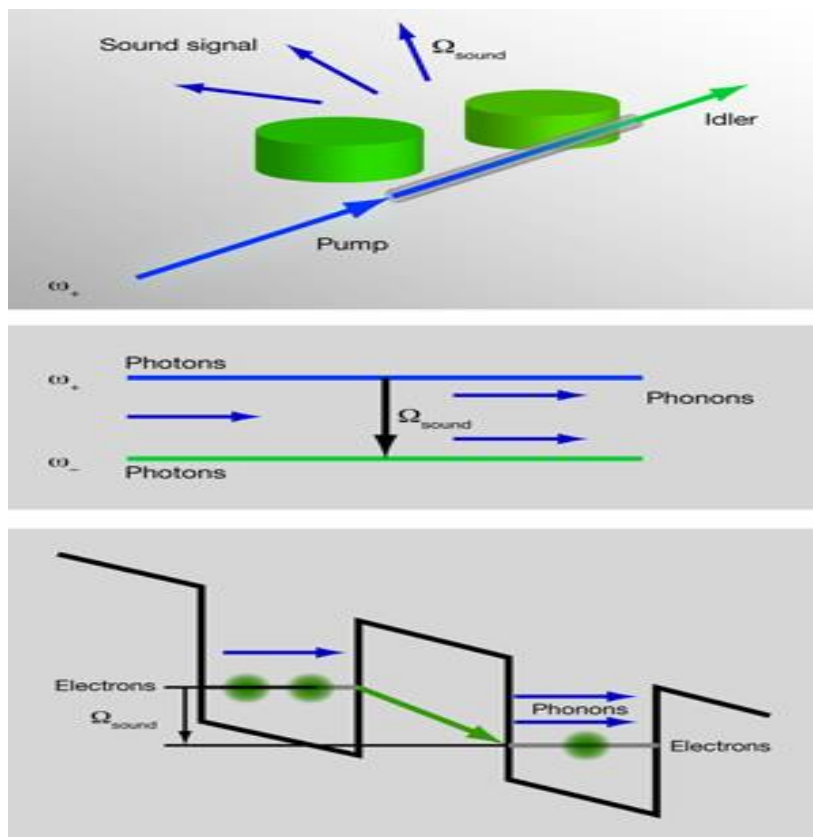 Sound signal
Ωsound
Idler
Pump
ω+
Photons
ω+
Phonons
Ωsound
ω−
Photons
Electrons
Phonons
Ωsound
Electrons